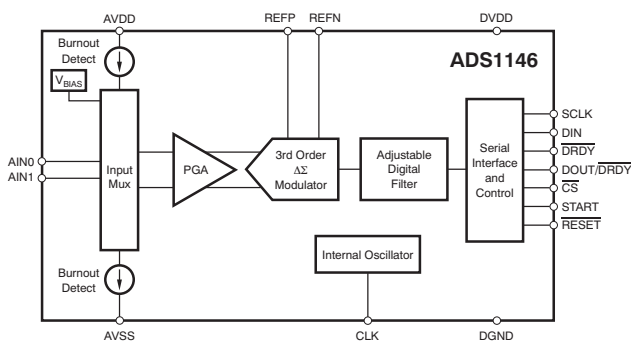 AVDD
REFP REFN
DVDD
Burnout
Detect
ADS1146
VBIAS
SCLK
DIN
DRDY
DOUT/DRDY
CS
START
RESET
AIN0
AIN1
Input
Mux
PGA
3rd Order
ΔΣ
Modulator
Adjustable
Digital
Filter
Serial
Interface
and
Control
Internal Oscillator
Burnout
Detect
AVSS
CLK
DGND